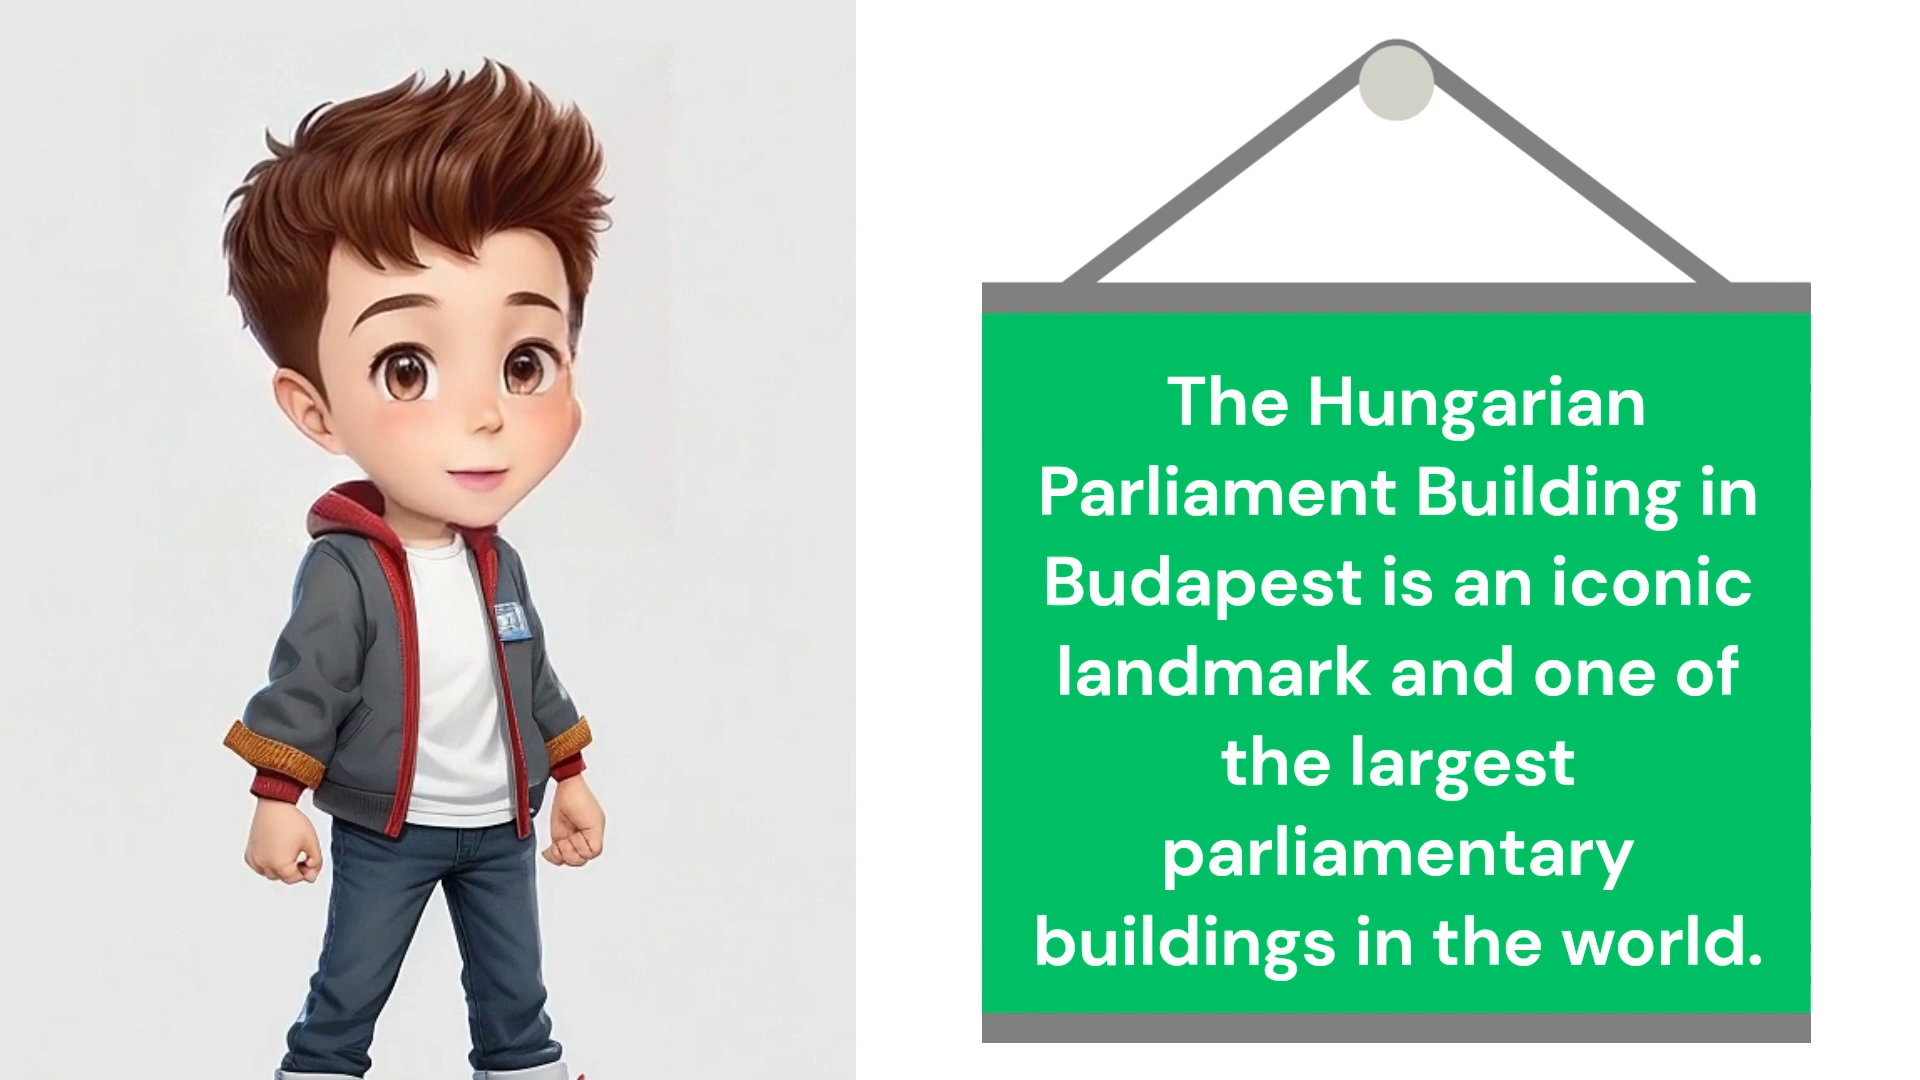 The Hungarian
Parliament Building in
Budapest is an iconic
landmark and one of
the largest
parliamentary
buildings in the world.